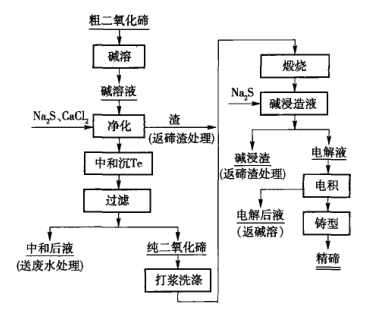 粗二氧化碲
碱溶
碱溶液
Na₂S、CaCl₂
净化
渣
(返碲渣处理)
中和沉Te
过滤
中和后液
(送废水处理)
纯二氧化碲
打浆洗涤
煅烧
Na₂S
碱浸造液
碱浸渣
(返碲渣处理)
电解液
电积
电解后液
(返碱溶)
铸型
精碲